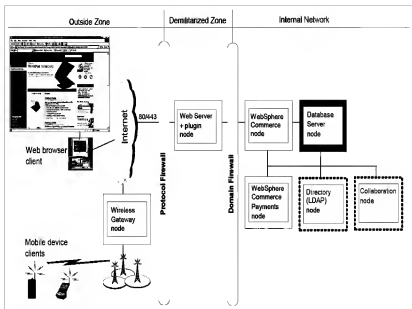 Outside Zone
Demilitarized Zone
Internal Network
80/443
Internet
Web browser
client
Protocol Firewall
Web Server
+ plugin
node
Domain Firewall
WebSphere
Commerce
node
Database
Server
node
Wireless
Gateway
node
WebSphere
Commerce
Payments
node
Directory
(LDAP)
node
Collaboration
node
Mobile device
clients